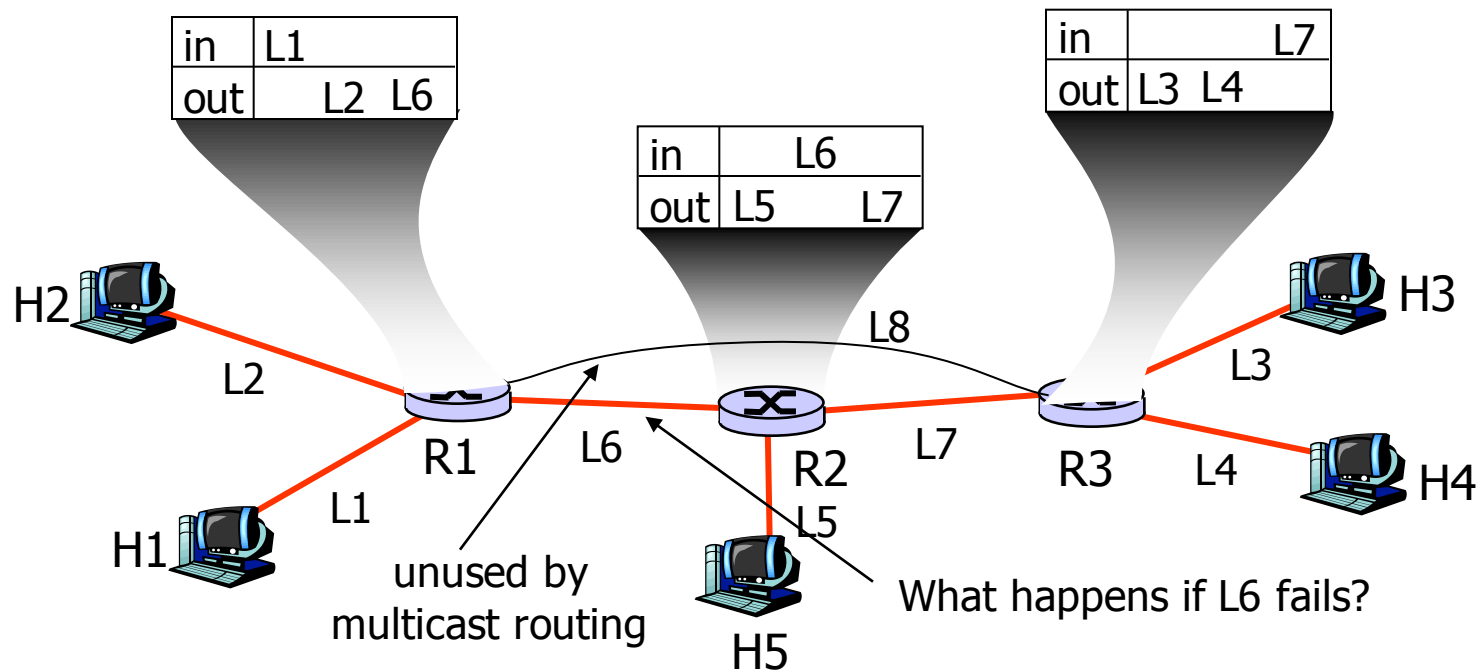 in L1
out L2 L6
in L7
out L3 L4
in L6
out L5 L7
H2
H3
L8
L2
L3
R1
L6
R2
L7
R3
L4
H4
L1
L5
H1
unused by
multicast routing
What happens if L6 fails?
H5